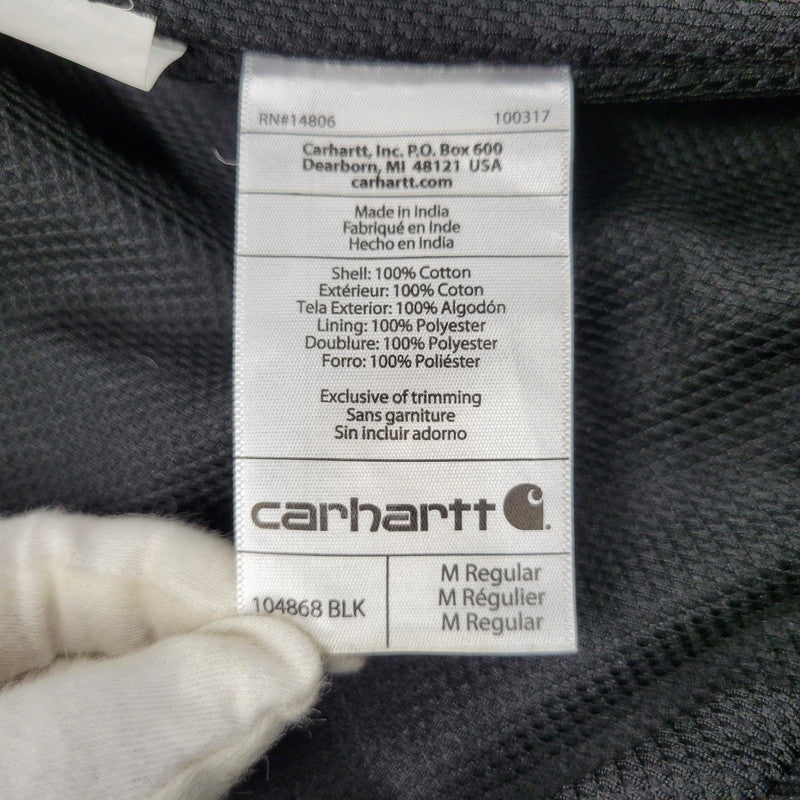 RN#14806 100317
Carhartt, Inc. P.O. Box 600
Dearborn, MI 48121 USA
carhartt.com
Made in India
Fabriqué en Inde
Hecho en India
Shell: 100% Cotton
Extérieur: 100% Coton
Tela Exterior: 100% Algodón
Lining: 100% Polyester
Doublure: 100% Polyester
Forro: 100% Poliéster
Exclusive of trimming
Sans garniture
Sin incluir adorno
carhartt
104868 BLK
M Regular
M Régulier
M Regular